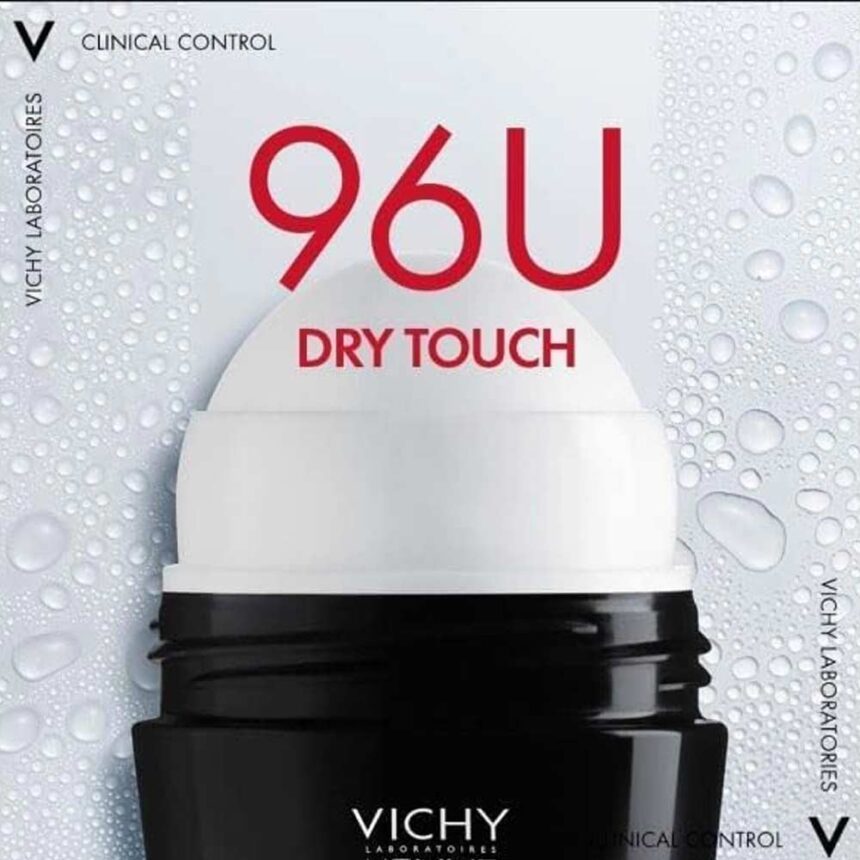 V CLINICAL CONTROL
VICHY LABORATOIRES
96U
DRY TOUCH
VICHY LABORATORIES
VICHY
LABORATOIRES
CLINICAL CONTROL V